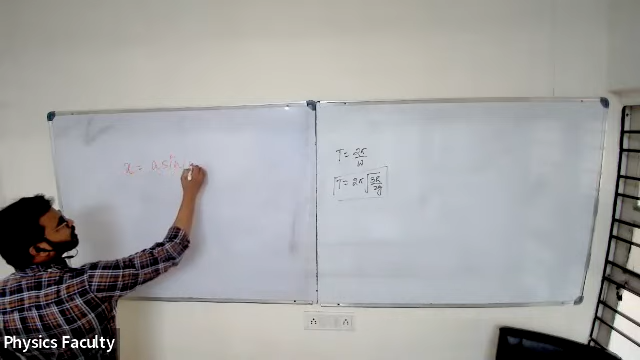 x = a sin
T = 2π/ω
T = 2π √(3R/2g)
Physics Faculty